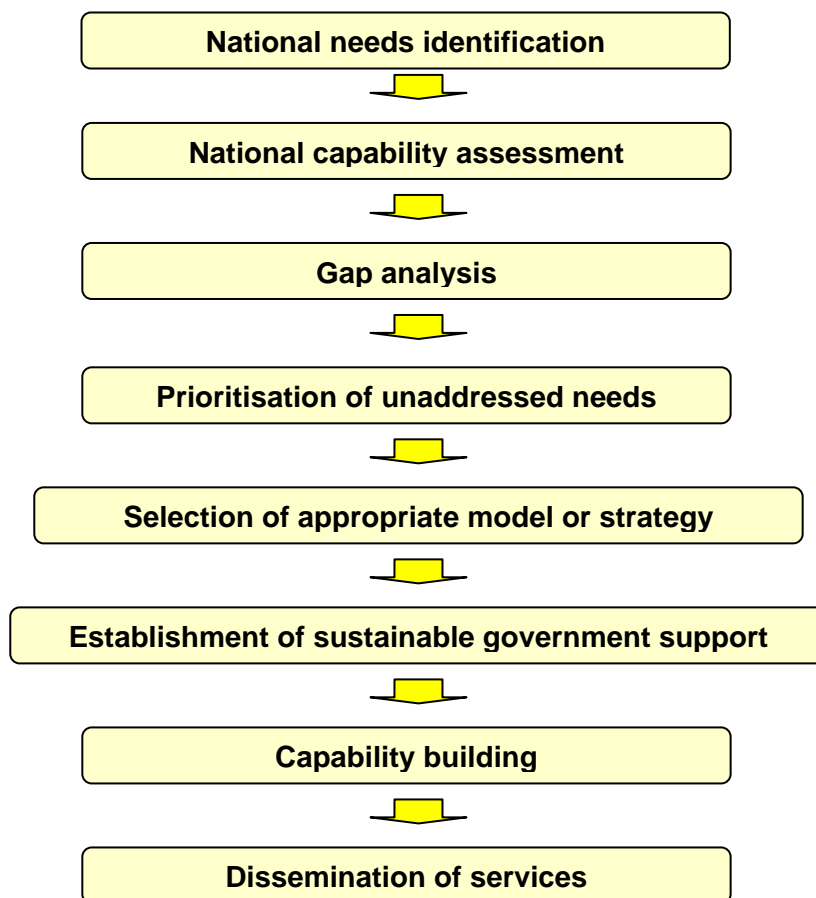 National needs identification
National capability assessment
Gap analysis
Prioritisation of unaddressed needs
Selection of appropriate model or strategy
Establishment of sustainable government support
Capability building
Dissemination of services